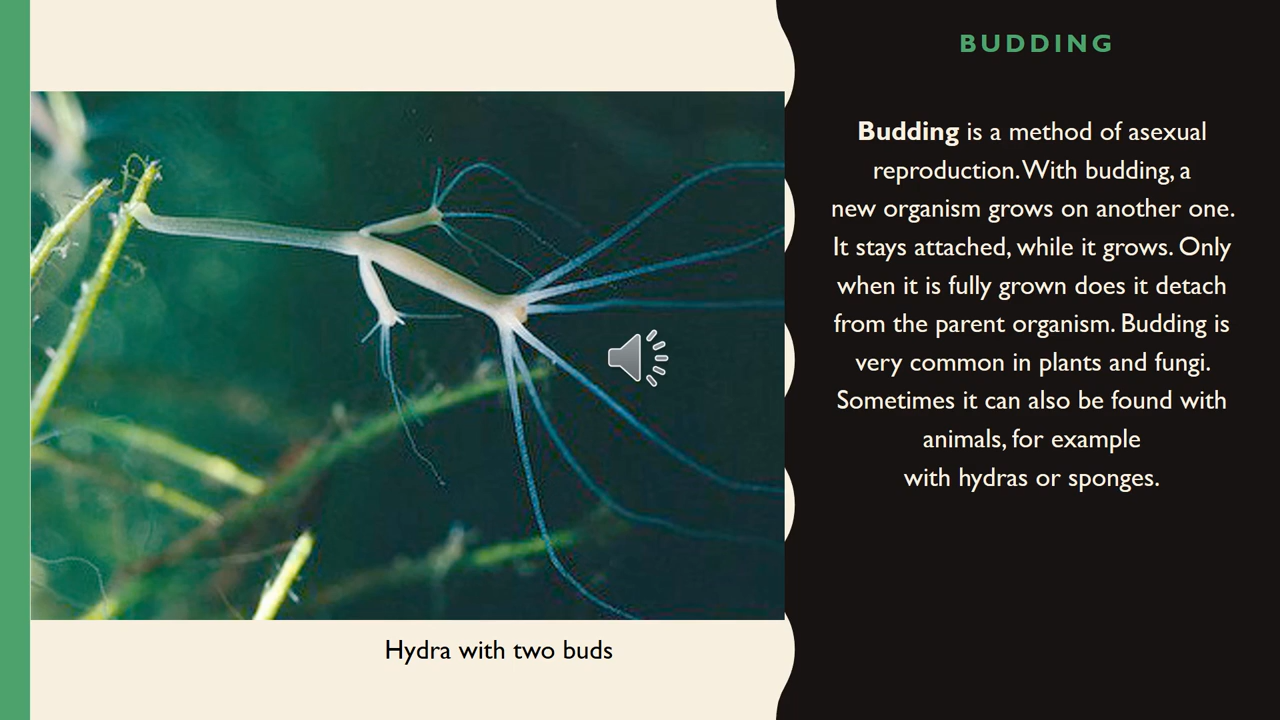 BUDDING
Budding is a method of asexual
reproduction. With budding, a
new organism grows on another one.
It stays attached, while it grows. Only
when it is fully grown does it detach
from the parent organism. Budding is
very common in plants and fungi.
Sometimes it can also be found with
animals, for example
with hydras or sponges.
Hydra with two buds